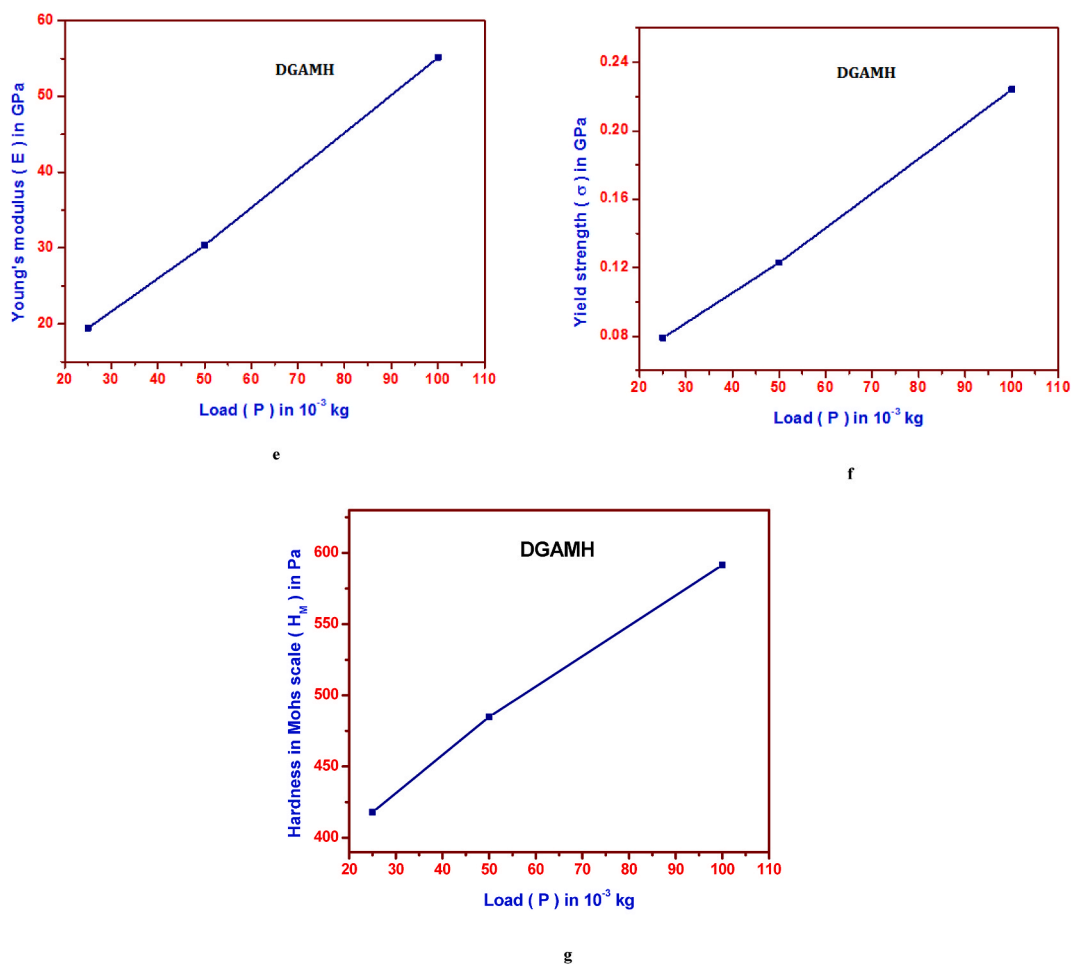 60
50
40
30
20
Young's modulus ( E ) in GPa
DGAMH
20 30 40 50 60 70 80 90 100 110
Load ( P ) in 10⁻³ kg
e
0.24
0.20
0.16
0.12
0.08
Yield strength ( σ ) in GPa
DGAMH
20 30 40 50 60 70 80 90 100 110
Load ( P ) in 10⁻³ kg
f
600
550
500
450
400
Hardness in Mohs scale ( H_M ) in Pa
DGAMH
20 30 40 50 60 70 80 90 100 110
Load ( P ) in 10⁻³ kg
g